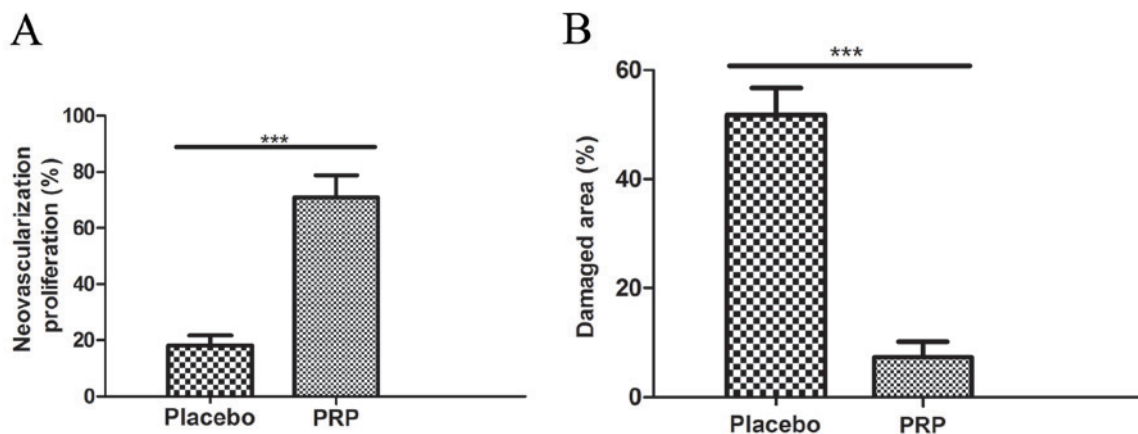 A
Neovascularization
proliferation (%)
100
80
60
40
20
0
***
Placebo
PRP
B
Damaged area (%)
60
40
20
0
***
Placebo
PRP